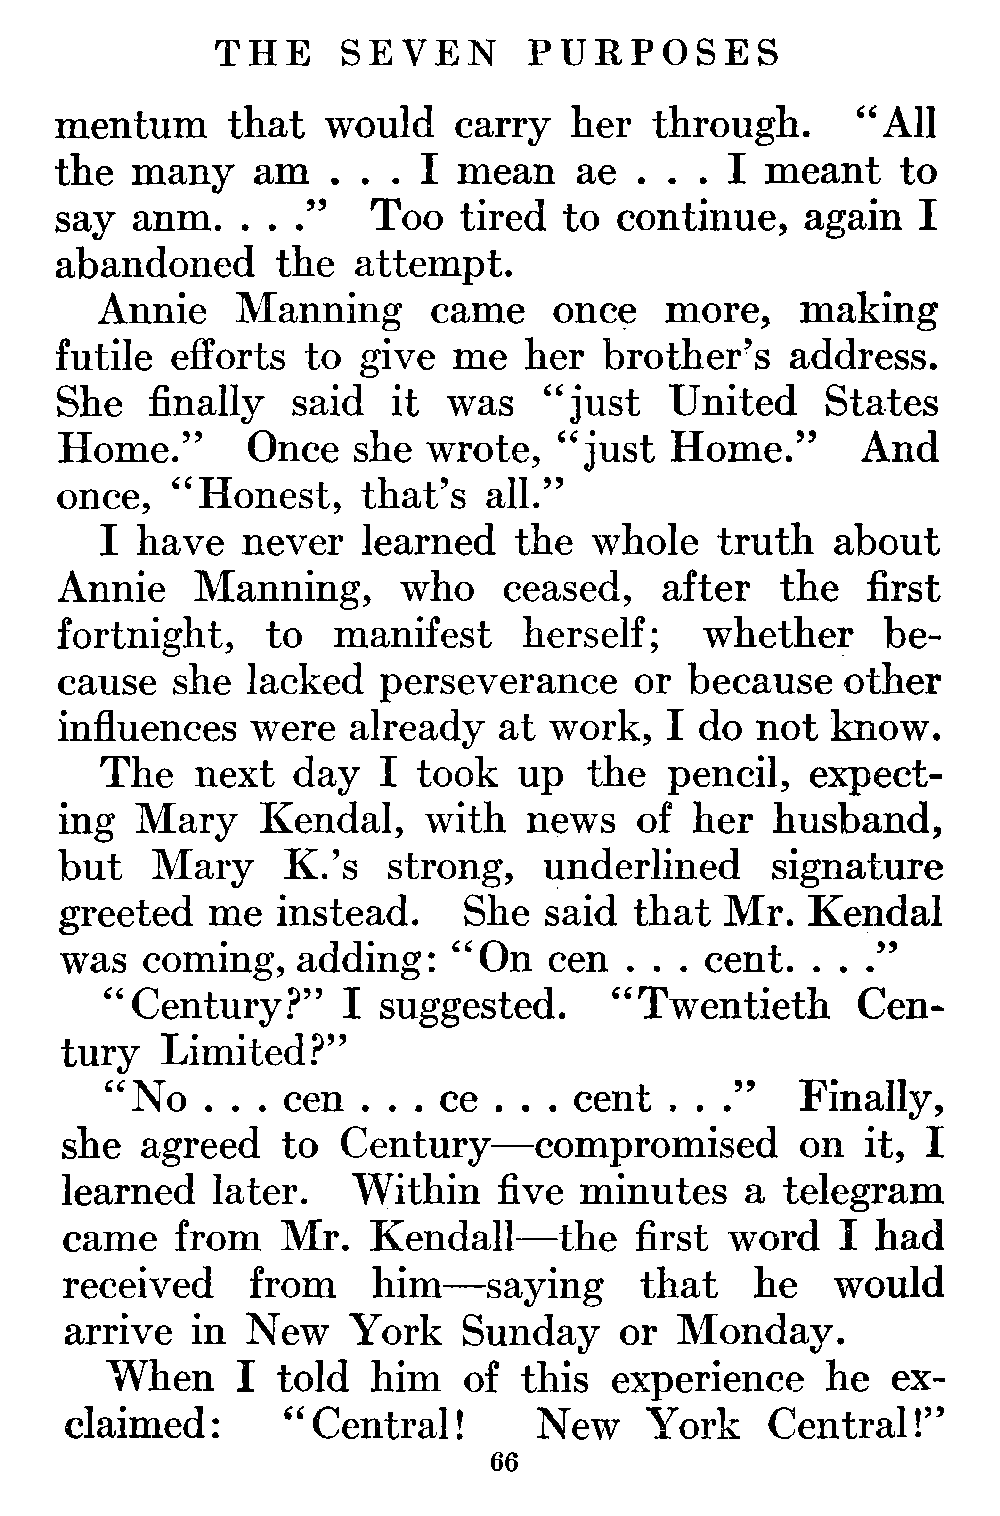 THE SEVEN PURPOSES
mentum that would carry her through. “All
the many am . . . I mean ae . . . I meant to
say anm. . . .” Too tired to continue, again I
abandoned the attempt.
Annie Manning came once more, making
futile efforts to give me her brother’s address.
She finally said it was “just United States
Home.” Once she wrote, “just Home.” And
once, “Honest, that’s all.”
I have never learned the whole truth about
Annie Manning, who ceased, after the first
fortnight, to manifest herself; whether be-
cause she lacked perseverance or because other
influences were already at work, I do not know.
The next day I took up the pencil, expect-
ing Mary Kendal, with news of her husband,
but Mary K.’s strong, underlined signature
greeted me instead. She said that Mr. Kendal
was coming, adding: “On cen . . . cent. . . .”
“Century?” I suggested. “Twentieth Cen-
tury Limited?”
“No . . . cen . . . ce . . . cent . . .” Finally,
she agreed to Century—compromised on it, I
learned later. Within five minutes a telegram
came from Mr. Kendall—the first word I had
received from him—saying that he would
arrive in New York Sunday or Monday.
When I told him of this experience he ex-
claimed: “Central! New York Central!”
66